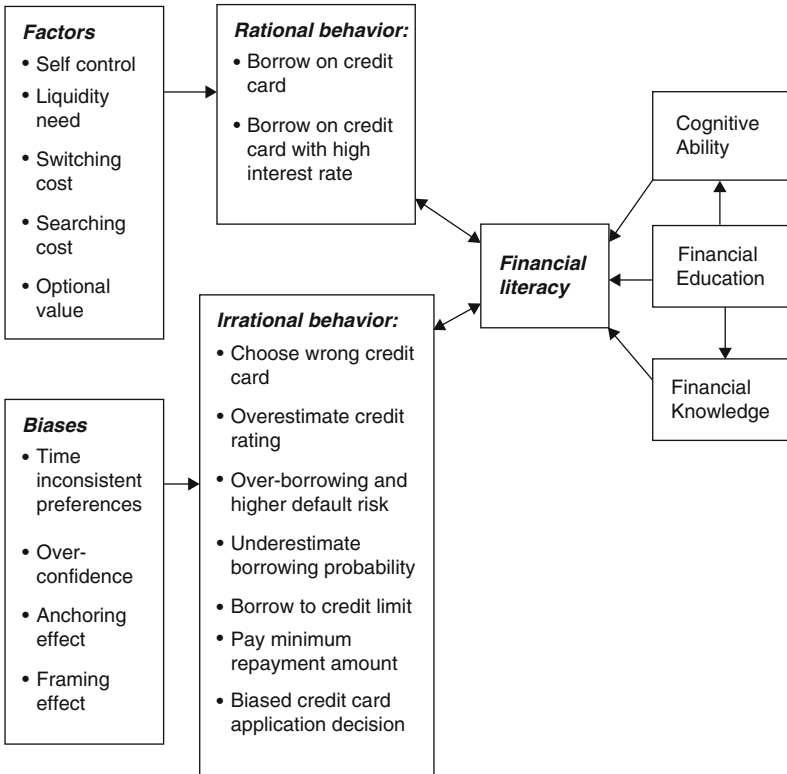 Factors
• Self control
• Liquidity
need
• Switching
cost
• Searching
cost
• Optional
value
Rational behavior:
• Borrow on credit
card
• Borrow on credit
card with high
interest rate
Biases
• Time
inconsistent
preferences
• Over-
confidence
• Anchoring
effect
• Framing
effect
Irrational behavior:
• Choose wrong credit
card
• Overestimate credit
rating
• Over-borrowing and
higher default risk
• Underestimate
borrowing probability
• Borrow to credit limit
• Pay minimum
repayment amount
• Biased credit card
application decision
Financial
literacy
Cognitive
Ability
Financial
Education
Financial
Knowledge